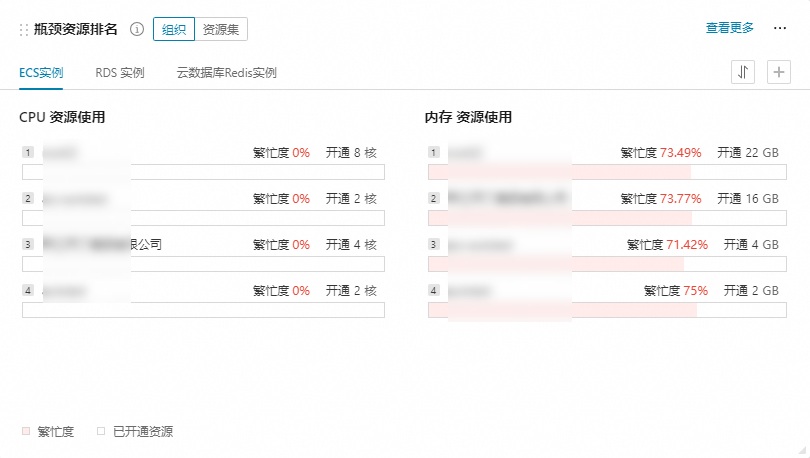 瓶颈资源排名 组织 资源集 查看更多
ECS实例 RDS 实例 云数据库Redis实例
CPU 资源使用
1 繁忙度 0% 开通 8 核
2 繁忙度 0% 开通 2 核
3 限公司 繁忙度 0% 开通 4 核
4 繁忙度 0% 开通 2 核
内存 资源使用
1 繁忙度 73.49% 开通 22 GB
2 繁忙度 73.77% 开通 16 GB
3 繁忙度 71.42% 开通 4 GB
4 繁忙度 75% 开通 2 GB
繁忙度 已开通资源